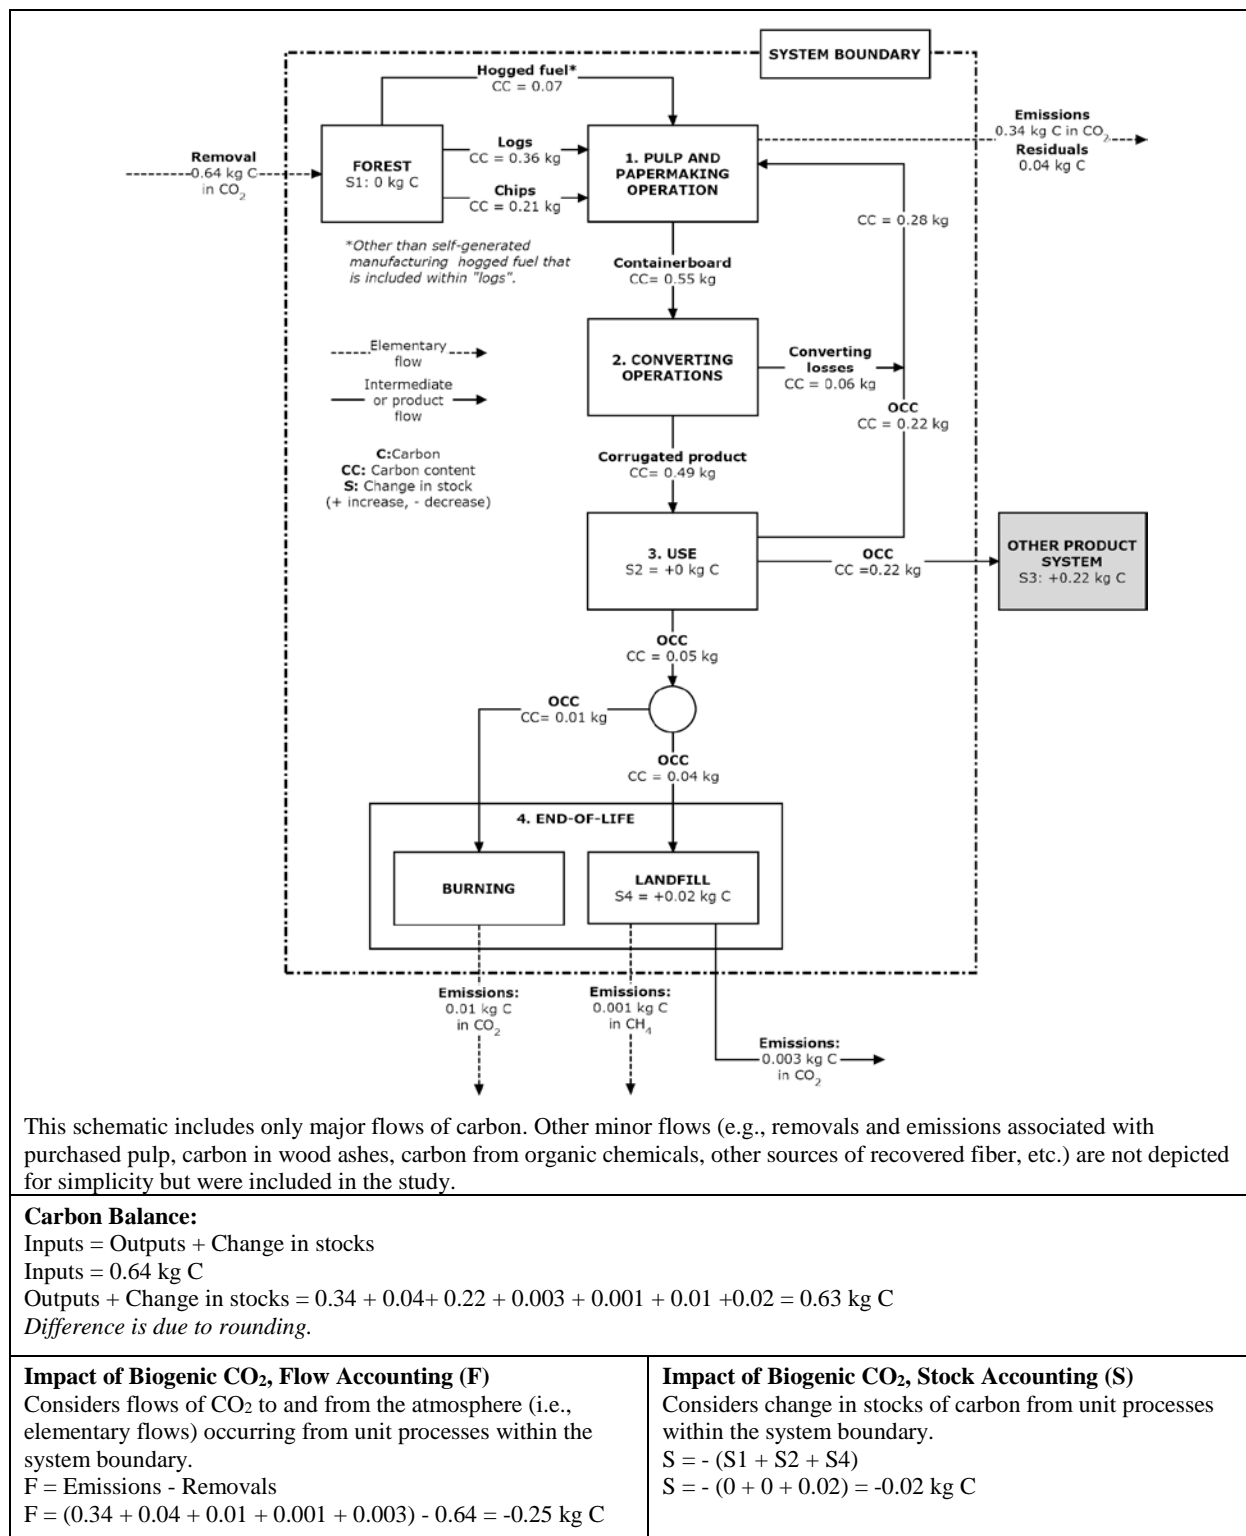 SYSTEM BOUNDARY
Hogged fuel*
CC = 0.07
Emissions
0.34 kg C in CO2
Residuals
0.04 kg C
Removal
0.64 kg C
in CO2
FOREST
S1: 0 kg C
Logs
CC = 0.36 kg
Chips
CC = 0.21 kg
1. PULP AND
PAPERMAKING
OPERATION
CC = 0.28 kg
*Other than self-generated
manufacturing hogged fuel that
is included within "logs".
Containerboard
CC= 0.55 kg
Elementary
flow
Intermediate
or product
flow
2. CONVERTING
OPERATIONS
Converting
losses
CC = 0.06 kg
OCC
CC = 0.22 kg
C:Carbon
CC: Carbon content
S: Change in stock
(+ increase, - decrease)
Corrugated product
CC= 0.49 kg
3. USE
S2 = +0 kg C
OCC
CC =0.22 kg
OTHER PRODUCT
SYSTEM
S3: +0.22 kg C
OCC
CC = 0.05 kg
OCC
CC= 0.01 kg
OCC
CC = 0.04 kg
4. END-OF-LIFE
BURNING
LANDFILL
S4 = +0.02 kg C
Emissions:
0.01 kg C
in CO2
Emissions:
0.001 kg C
in CH4
Emissions:
0.003 kg C
in CO2
This schematic includes only major flows of carbon. Other minor flows (e.g., removals and emissions associated with
purchased pulp, carbon in wood ashes, carbon from organic chemicals, other sources of recovered fiber, etc.) are not depicted
for simplicity but were included in the study.
Carbon Balance:
Inputs = Outputs + Change in stocks
Inputs = 0.64 kg C
Outputs + Change in stocks = 0.34 + 0.04+ 0.22 + 0.003 + 0.001 + 0.01 +0.02 = 0.63 kg C
Difference is due to rounding.
Impact of Biogenic CO2, Flow Accounting (F)
Considers flows of CO2 to and from the atmosphere (i.e.,
elementary flows) occurring from unit processes within the
system boundary.
F = Emissions - Removals
F = (0.34 + 0.04 + 0.01 + 0.001 + 0.003) - 0.64 = -0.25 kg C
Impact of Biogenic CO2, Stock Accounting (S)
Considers change in stocks of carbon from unit processes
within the system boundary.
S = - (S1 + S2 + S4)
S = - (0 + 0 + 0.02) = -0.02 kg C